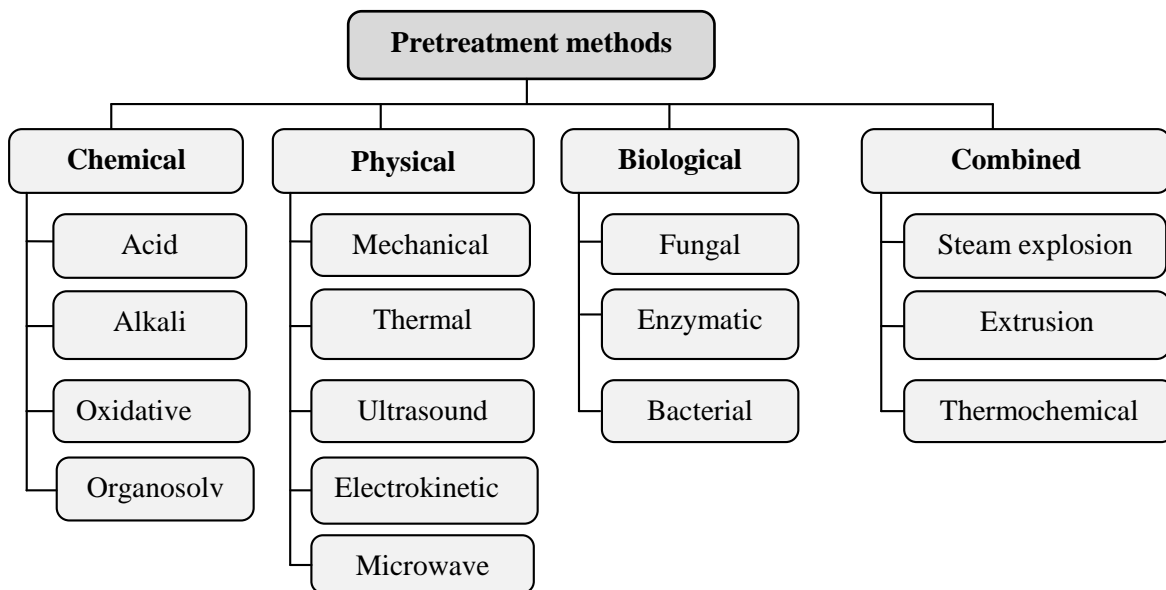 Pretreatment methods
Chemical
Physical
Biological
Combined
Acid
Alkali
Oxidative
Organosolv
Mechanical
Thermal
Ultrasound
Electrokinetic
Microwave
Fungal
Enzymatic
Bacterial
Steam explosion
Extrusion
Thermochemical